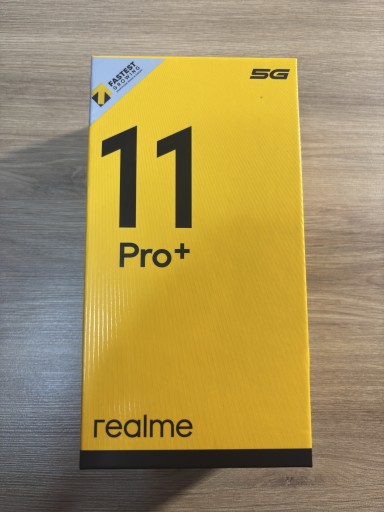 FASTEST
GROWING
5G
11
Pro+
realme